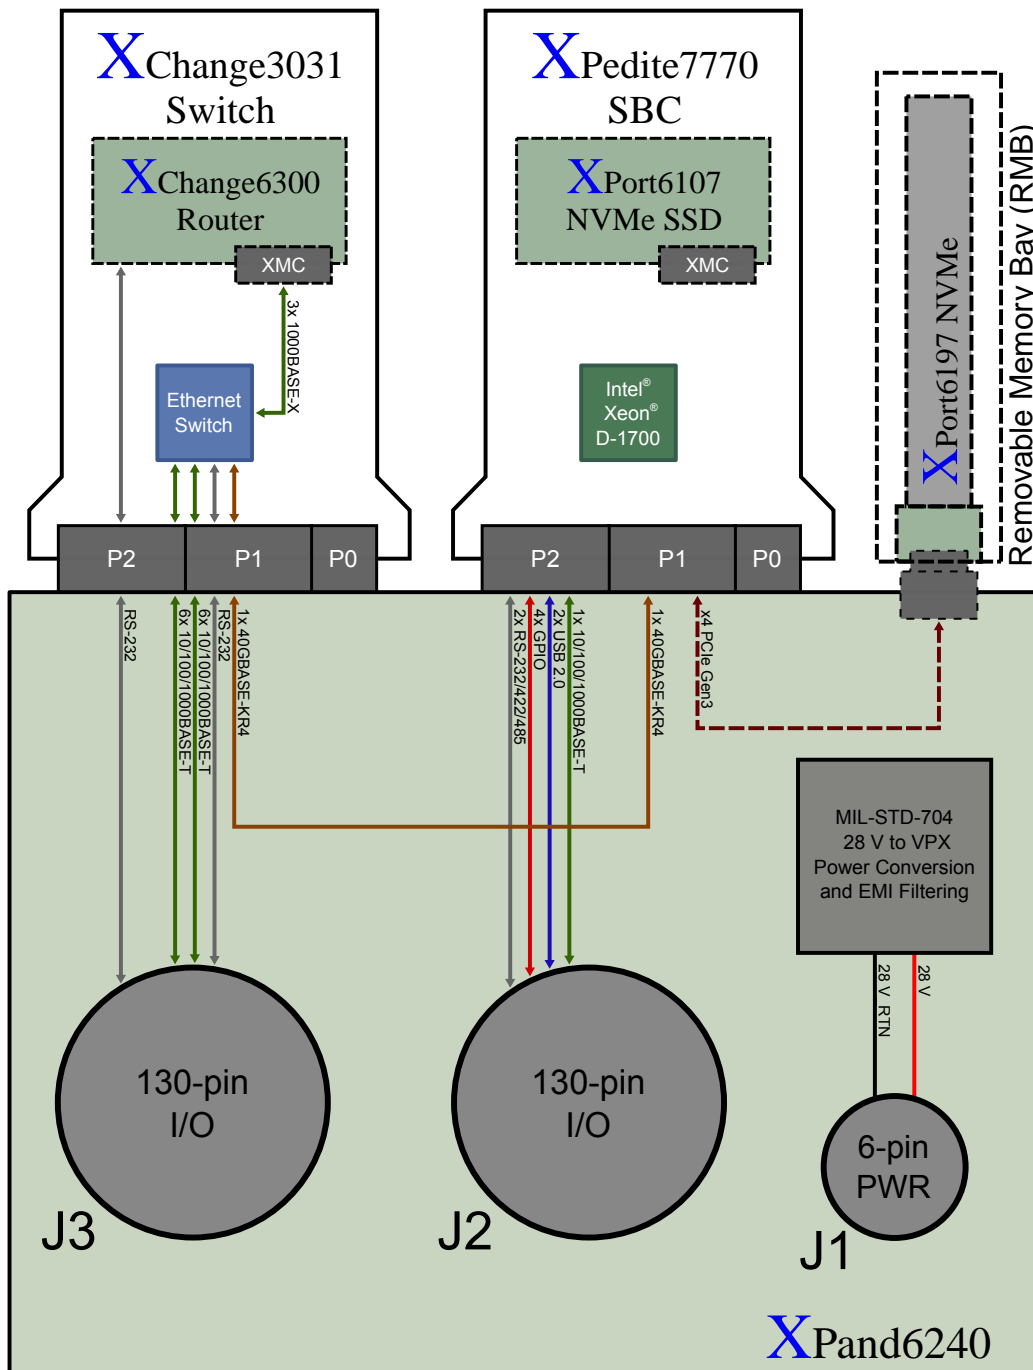 XChange3031
Switch
XChange6300
Router
XMC
3x 1000BASE-X
Ethernet
Switch
P2
P1
P0
XPedite7770
SBC
XPort6107
NVMe SSD
XMC
Intel®
Xeon®
D-1700
P2
P1
P0
XPort6197 NVMe
Removable Memory Bay (RMB)
RS-232
6x 10/100/1000BASE-T
6x 10/100/1000BASE-T
RS-232
1x 40GBASE-KR4
2x RS-232/422/485
4x GPIO
2x USB 2.0
1x 10/100/1000BASE-T
1x 40GBASE-KR4
x4 PCIe Gen3
MIL-STD-704
28 V to VPX
Power Conversion
and EMI Filtering
28 V RTN
28 V
130-pin
I/O
J3
130-pin
I/O
J2
6-pin
PWR
J1
XPand6240